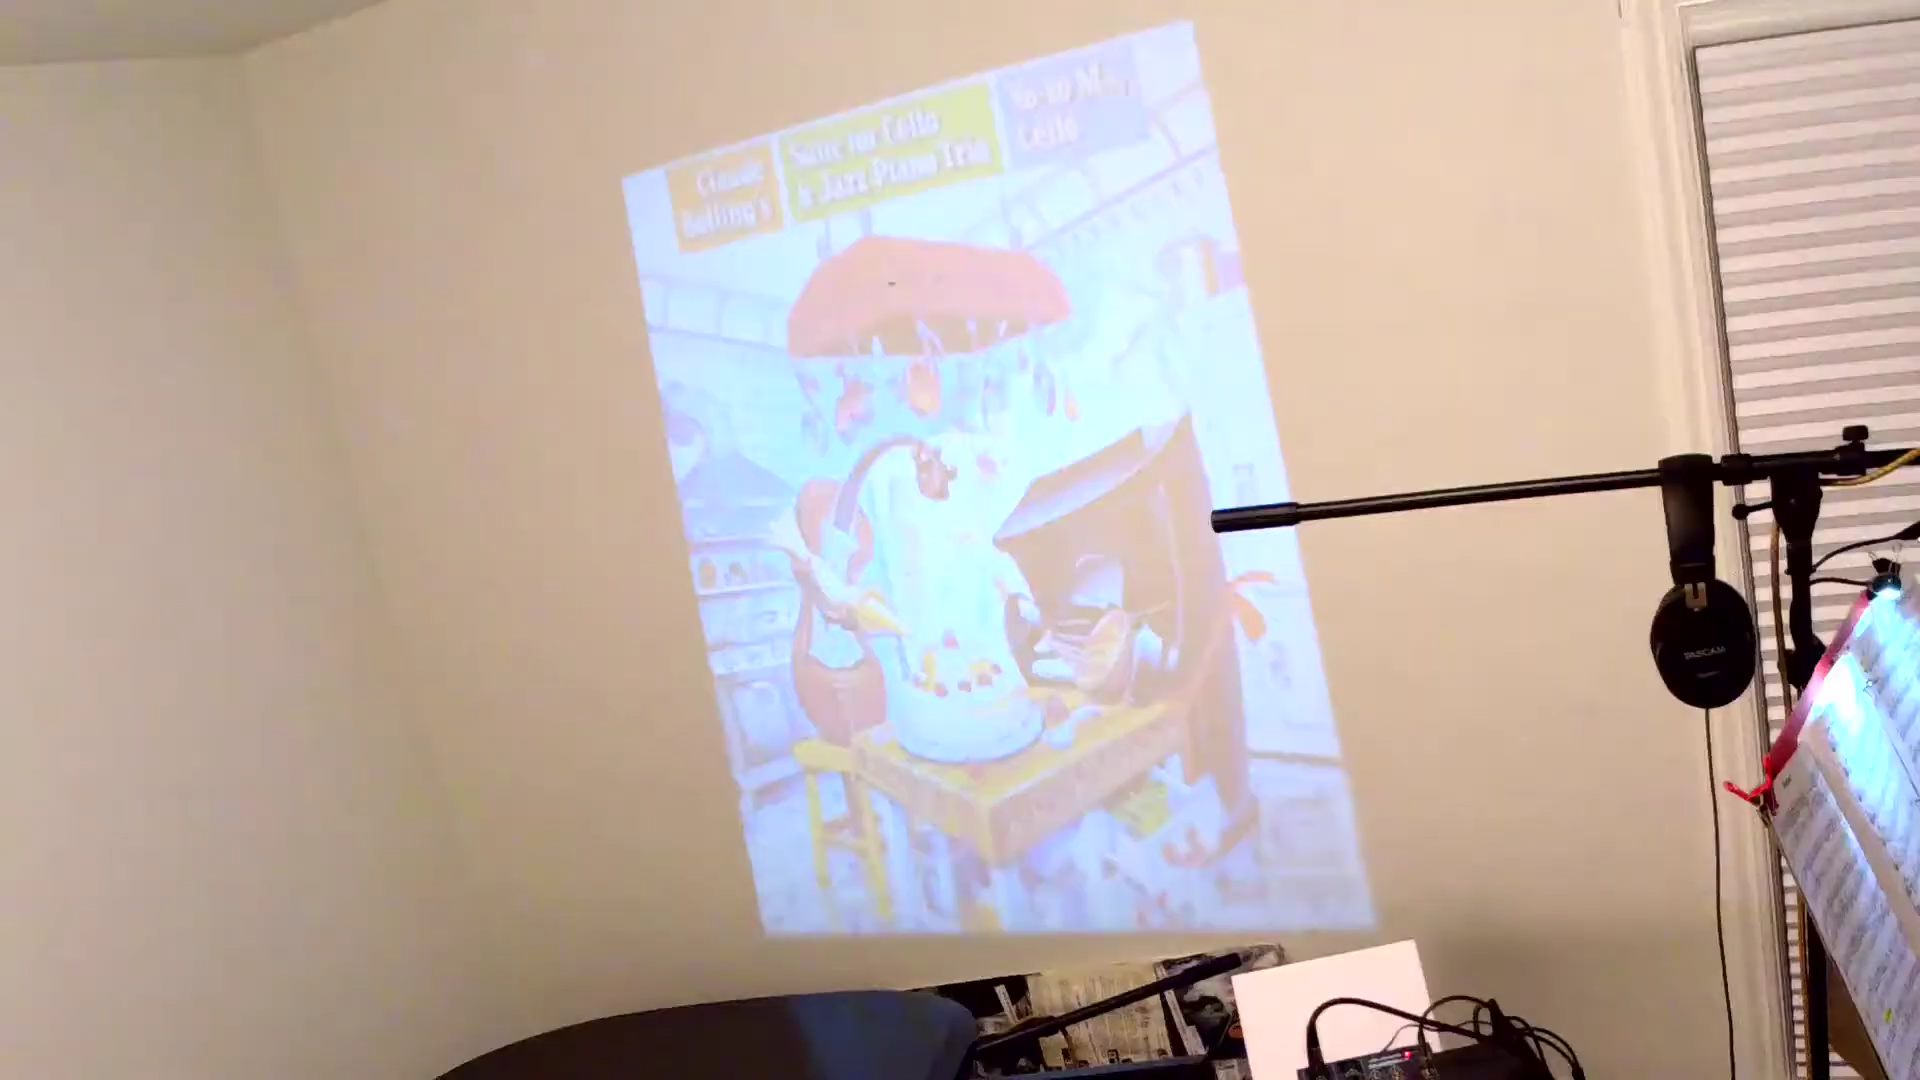 Claude
Bolling's
Suite for Cello
& Jazz Piano Trio
Yo-Yo Ma,
Cello
TASCAM